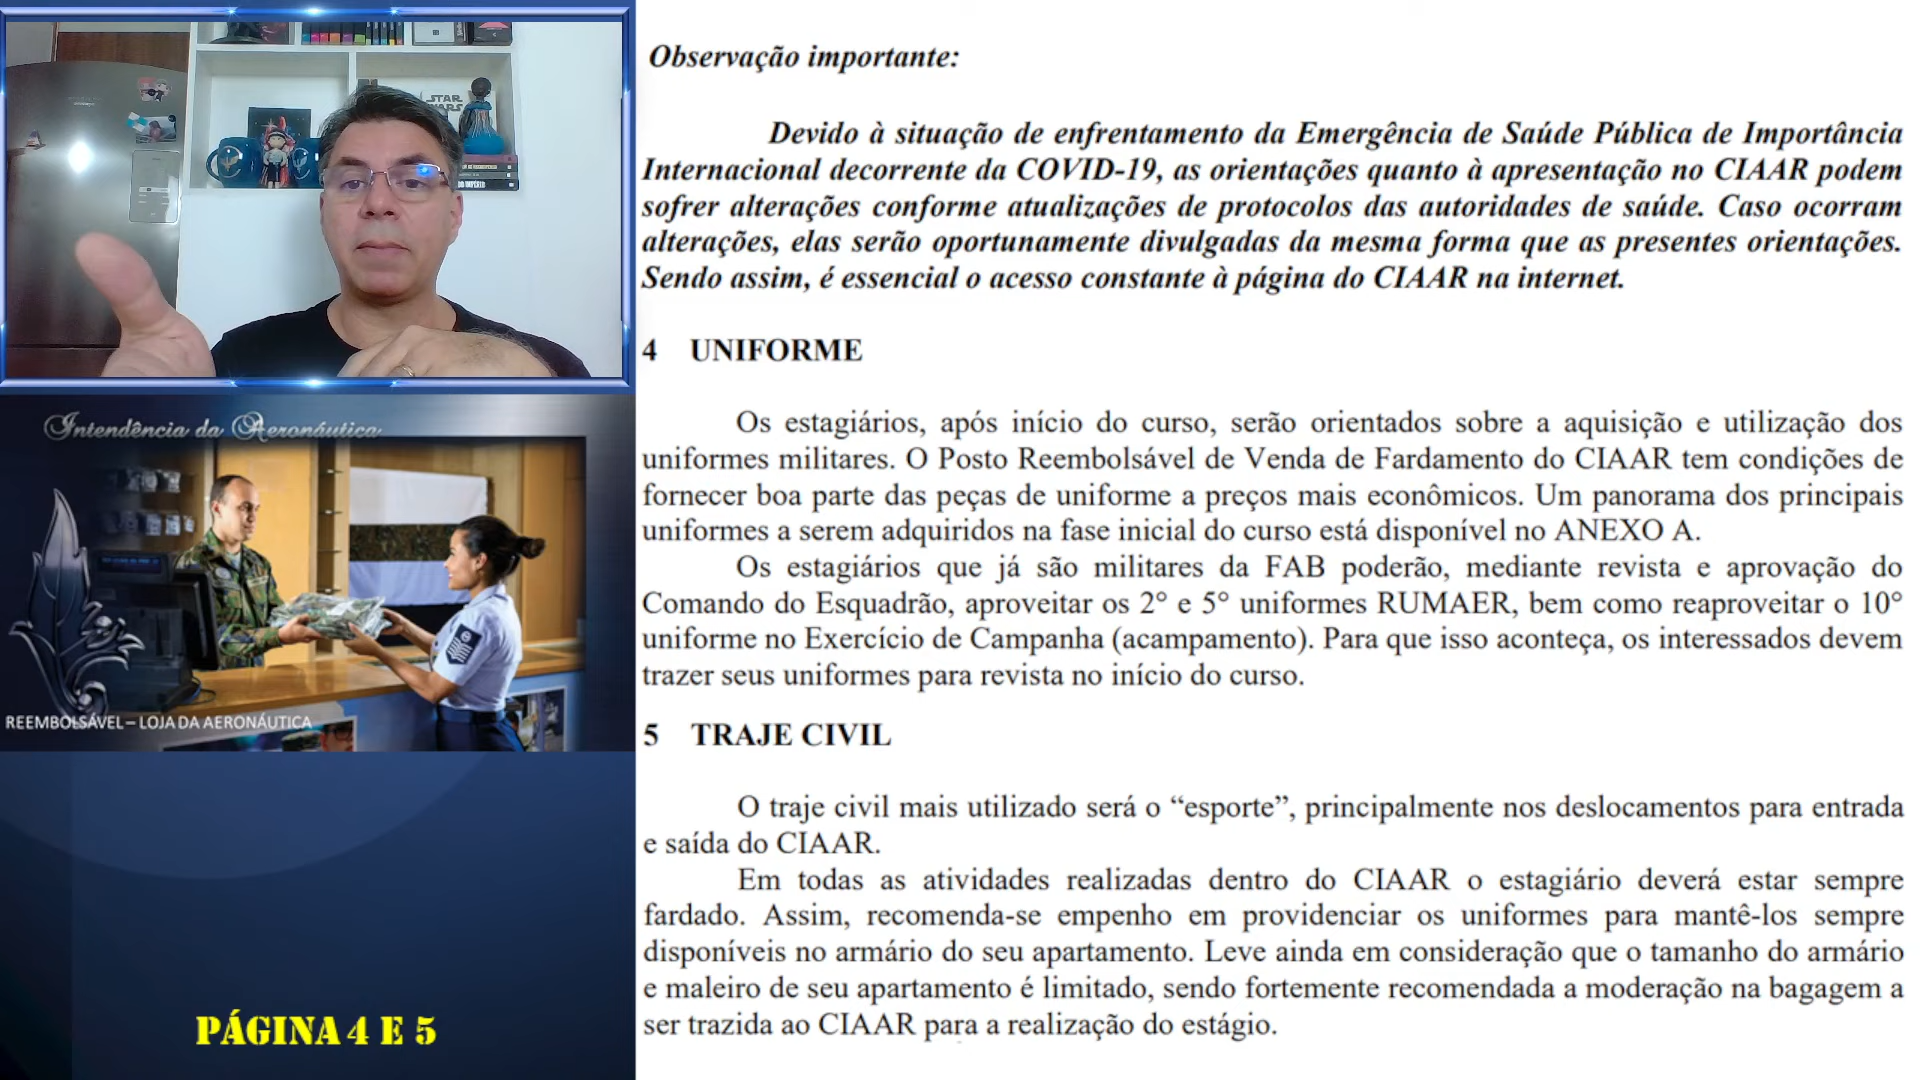 STAR
WARS
DO IMPÉRIO
Intendência da Aeronáutica
REEMBOLSÁVEL – LOJA DA AERONÁUTICA
PÁGINA 4 E 5
Observação importante:
Devido à situação de enfrentamento da Emergência de Saúde Pública de Importância
Internacional decorrente da COVID-19, as orientações quanto à apresentação no CIAAR podem
sofrer alterações conforme atualizações de protocolos das autoridades de saúde. Caso ocorram
alterações, elas serão oportunamente divulgadas da mesma forma que as presentes orientações.
Sendo assim, é essencial o acesso constante à página do CIAAR na internet.
4 UNIFORME
Os estagiários, após início do curso, serão orientados sobre a aquisição e utilização dos
uniformes militares. O Posto Reembolsável de Venda de Fardamento do CIAAR tem condições de
fornecer boa parte das peças de uniforme a preços mais econômicos. Um panorama dos principais
uniformes a serem adquiridos na fase inicial do curso está disponível no ANEXO A.
Os estagiários que já são militares da FAB poderão, mediante revista e aprovação do
Comando do Esquadrão, aproveitar os 2° e 5° uniformes RUMAER, bem como reaproveitar o 10°
uniforme no Exercício de Campanha (acampamento). Para que isso aconteça, os interessados devem
trazer seus uniformes para revista no início do curso.
5 TRAJE CIVIL
O traje civil mais utilizado será o “esporte”, principalmente nos deslocamentos para entrada
e saída do CIAAR.
Em todas as atividades realizadas dentro do CIAAR o estagiário deverá estar sempre
fardado. Assim, recomenda-se empenho em providenciar os uniformes para mantê-los sempre
disponíveis no armário do seu apartamento. Leve ainda em consideração que o tamanho do armário
e maleiro de seu apartamento é limitado, sendo fortemente recomendada a moderação na bagagem a
ser trazida ao CIAAR para a realização do estágio.